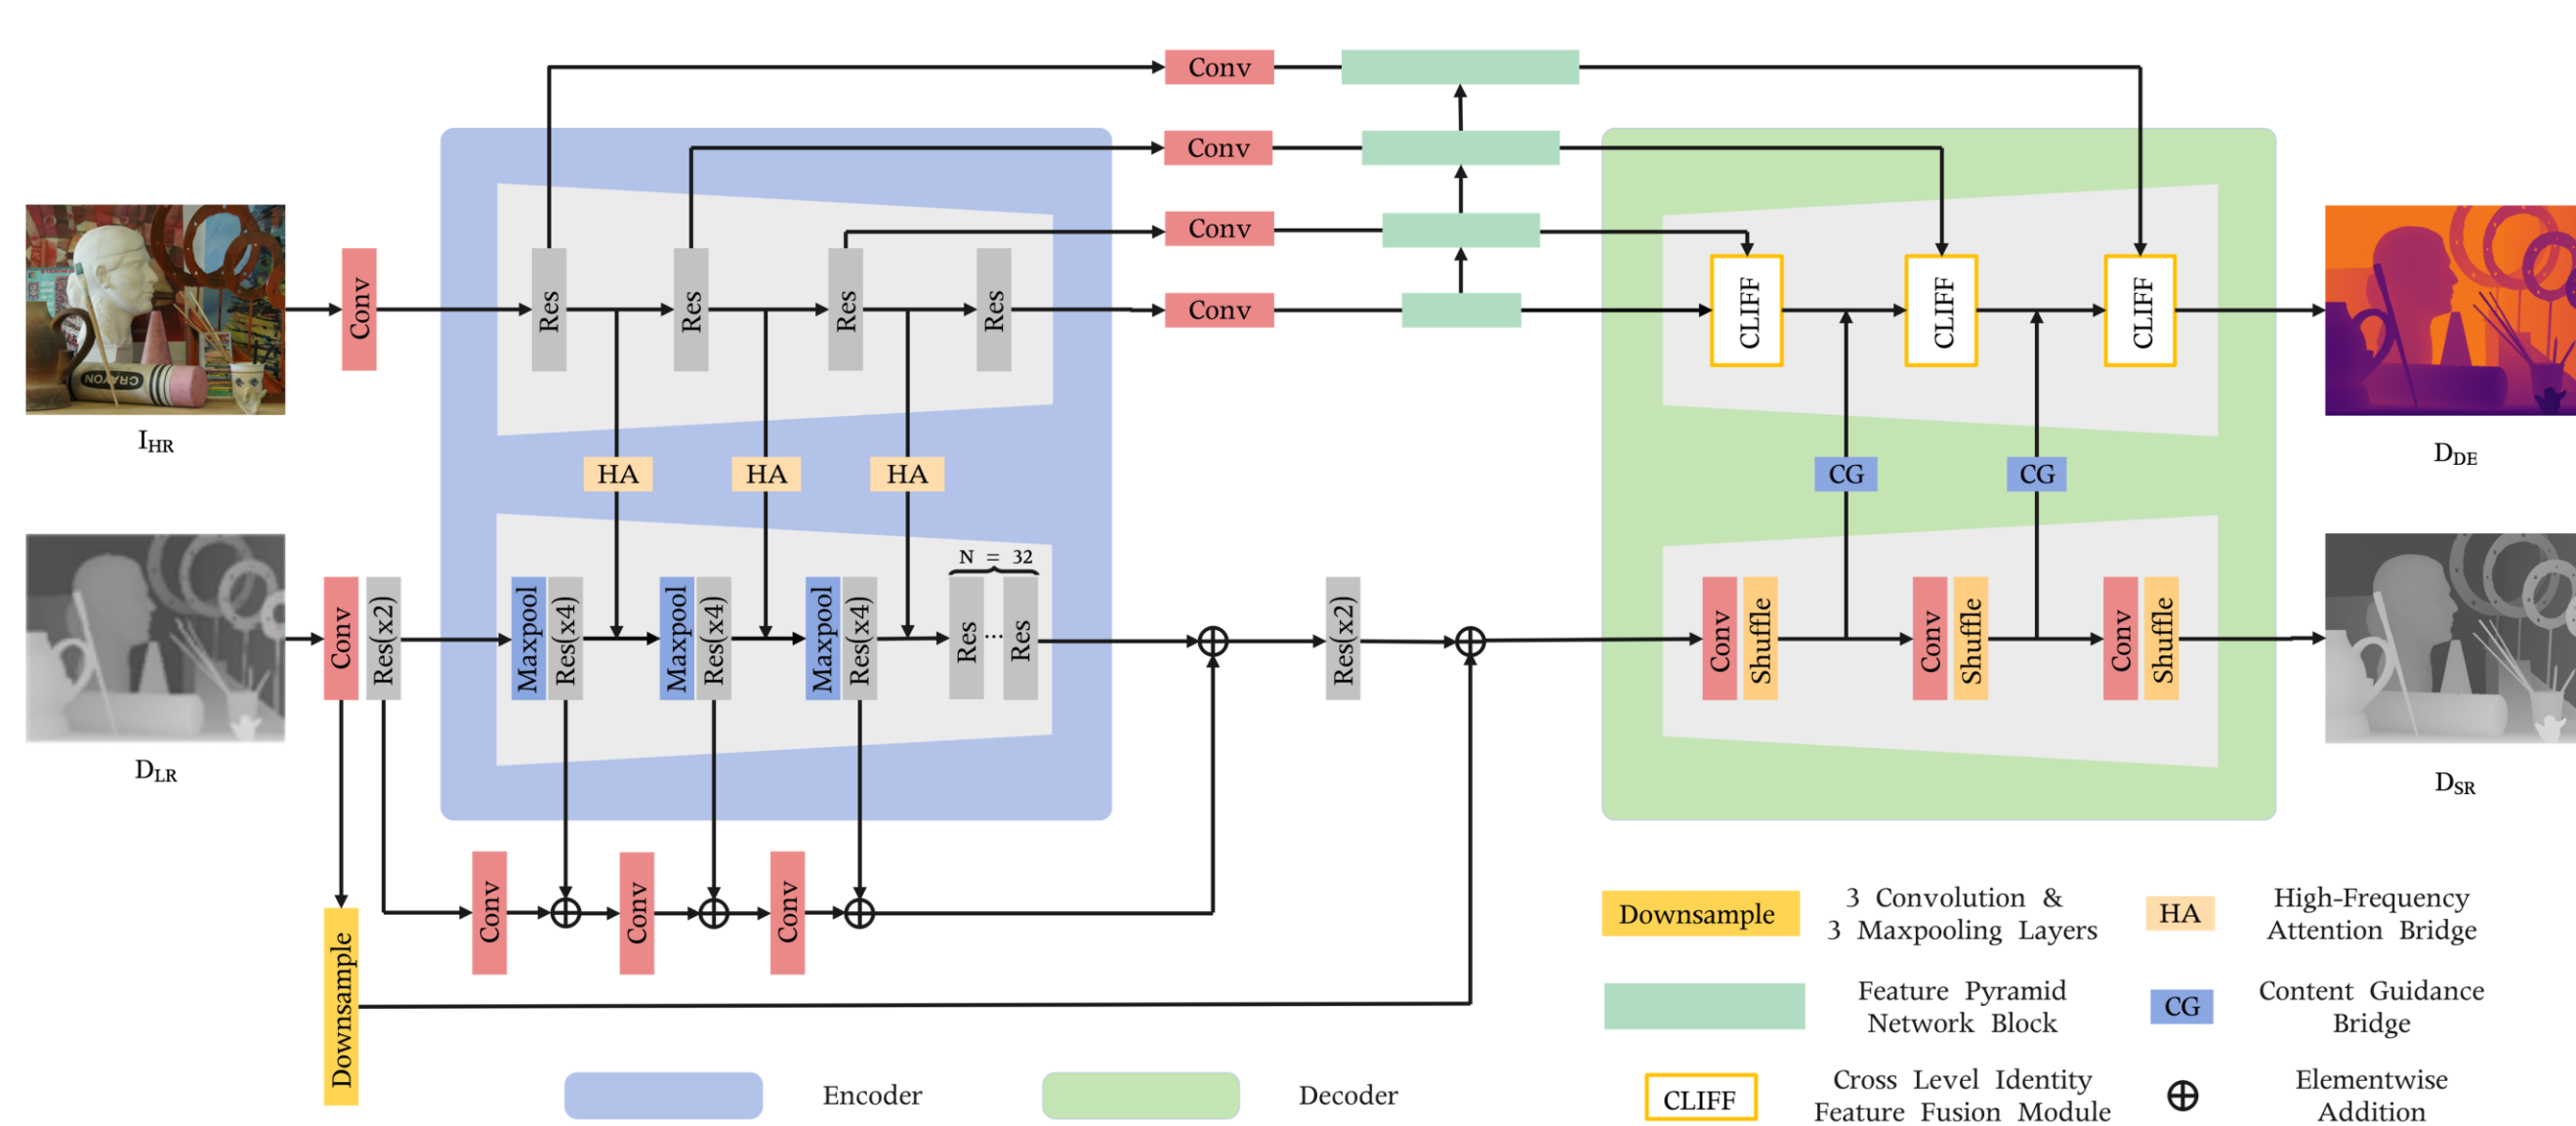 Conv
Conv
Conv
Conv
Conv
Res
Res
Res
Res
CLIFF
CLIFF
CLIFF
CRAYON
I_HR
D_DE
HA
HA
HA
CG
CG
N = 32
Conv
Res(x2)
Maxpool
Res(x4)
Maxpool
Res(x4)
Maxpool
Res(x4)
Res
...
Res
Res(x2)
Conv
Shuffle
Conv
Shuffle
Conv
Shuffle
D_LR
D_SR
Conv
Conv
Conv
Downsample
Downsample
3 Convolution &
3 Maxpooling Layers
HA
High-Frequency
Attention Bridge
Feature Pyramid
Network Block
CG
Content Guidance
Bridge
Encoder
Decoder
CLIFF
Cross Level Identity
Feature Fusion Module
Elementwise
Addition